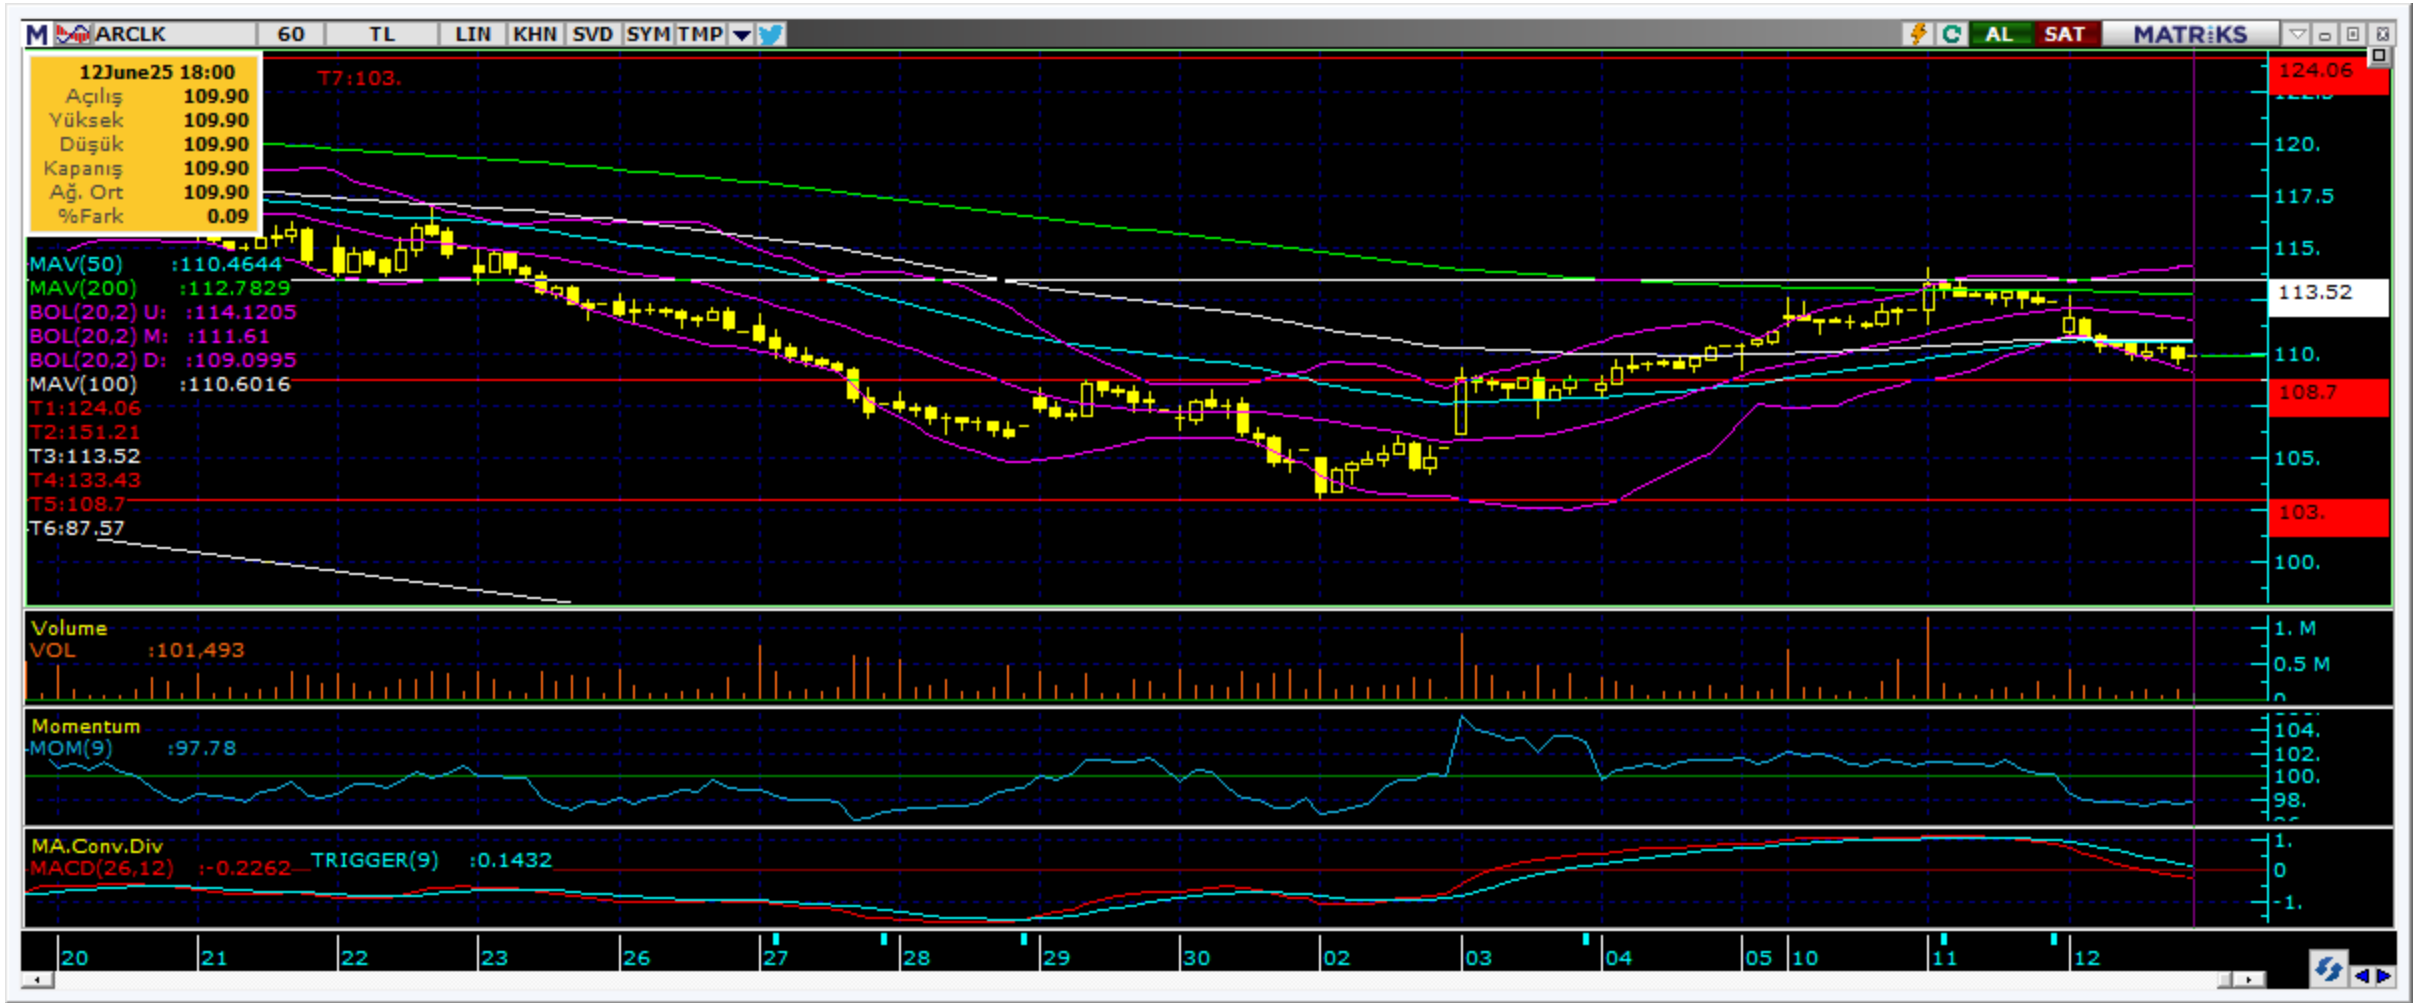 M ARCLK 60 TL LIN KHN SVD SYM TMP AL SAT MATRiKS
12June25 18:00
Açılış 109.90
Yüksek 109.90
Düşük 109.90
Kapanış 109.90
Ağ. Ort 109.90
%Fark 0.09
T7:103.
MAV(50) :110.4644
MAV(200) :112.7829
BOL(20,2) U: :114.1205
BOL(20,2) M: :111.61
BOL(20,2) D: :109.0995
MAV(100) :110.6016
T1:124.06
T2:151.21
T3:113.52
T4:133.43
T5:108.7
T6:87.57
124.06
120.
117.5
115.
113.52
110.
108.7
105.
103.
100.
Volume
VOL :101,493
1. M
0.5 M
0
Momentum
MOM(9) :97.78
104.
102.
100.
98.
MA.Conv.Div
MACD(26,12) :-0.2262 TRIGGER(9) :0.1432
1.
0
-1.
20 21 22 23 26 27 28 29 30 02 03 04 05 10 11 12